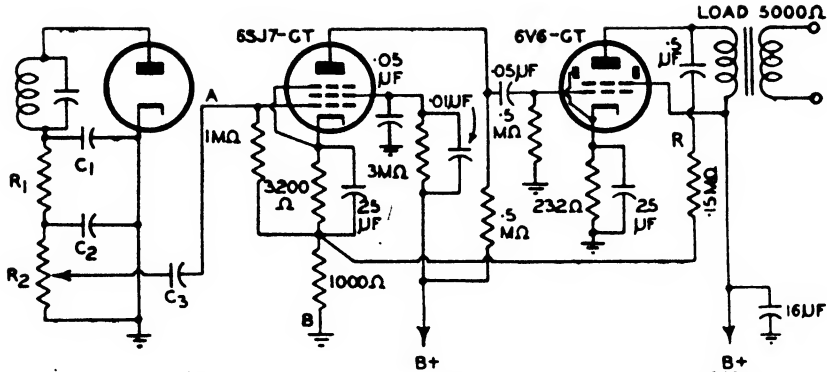 LOAD 5000Ω
6SJ7-GT
6V6-GT
.05
μF
.5
μF
A
.05μF
.01μF
.5
MΩ
1MΩ
R
C1
R1
3MΩ
3200
Ω
25
μF
.5
MΩ
232Ω
25
μF
.15MΩ
C2
R2
C3
1000Ω
B
16μF
B+
B+